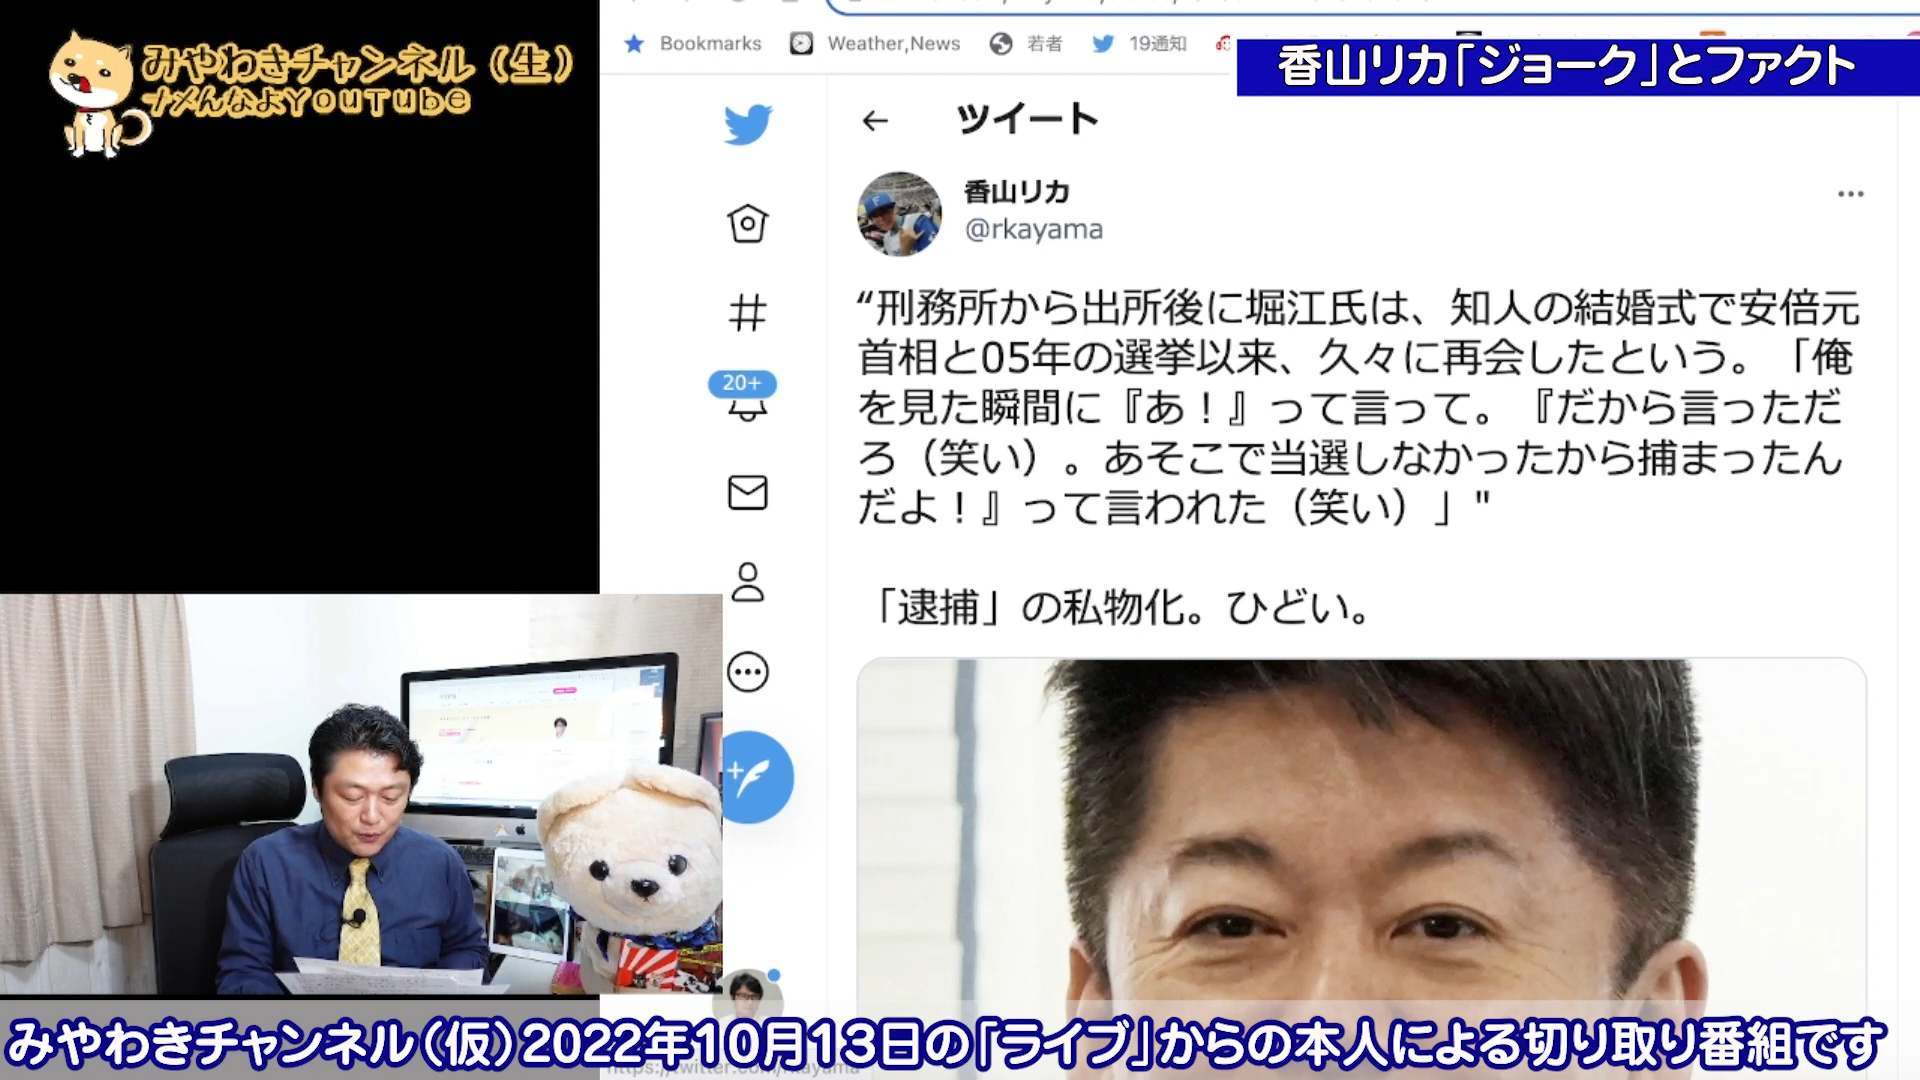 みやわきチャンネル（生）
ナメんなよYouTube
Bookmarks
Weather,News
若者
19通知
香山リカ「ジョーク」とファクト
ツイート
香山リカ
@rkayama
20+
“刑務所から出所後に堀江氏は、知人の結婚式で安倍元
首相と05年の選挙以来、久々に再会したという。「俺
を見た瞬間に『あ！』って言って。『だから言っただ
ろ（笑い）。あそこで当選しなかったから捕まったん
だよ！』って言われた（笑い）」"
「逮捕」の私物化。ひどい。
みやわきチャンネル（仮）2022年10月13日の「ライブ」からの本人による切り取り番組です
https://twitter.com/rkayama